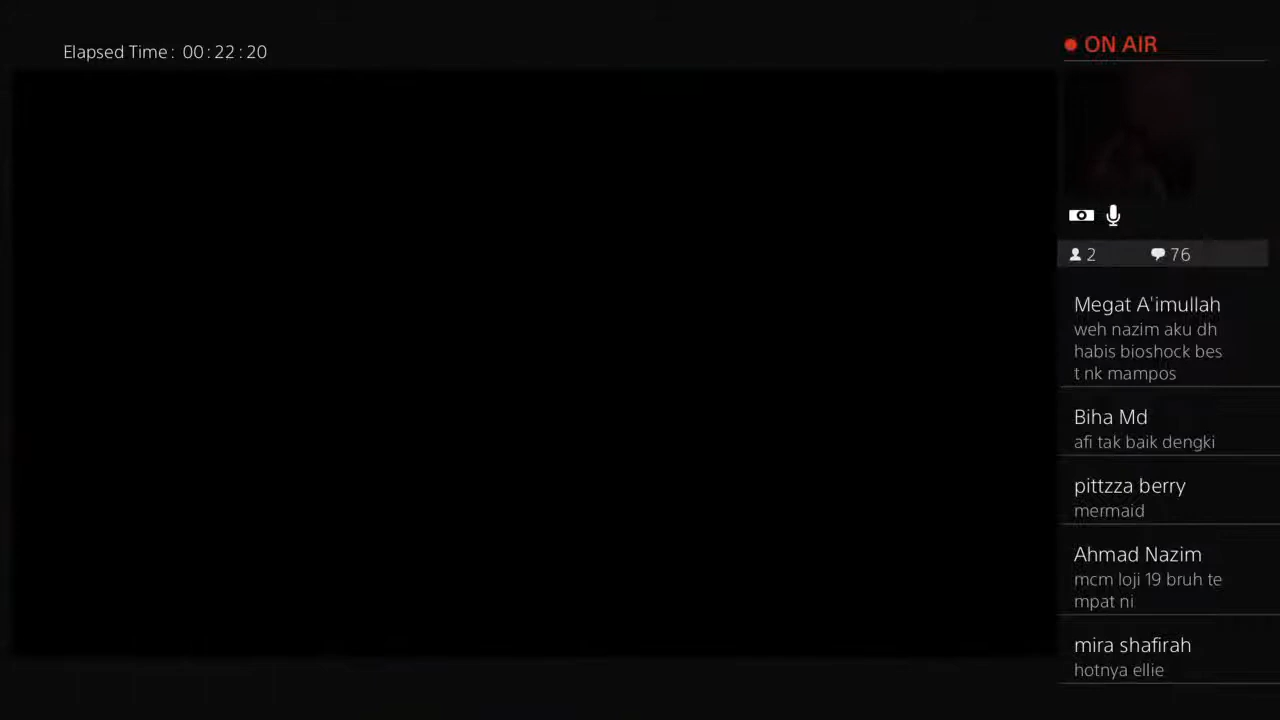 Elapsed Time: 00:22:20
ON AIR
2 76
Megat A'imullah
weh nazim aku dh
habis bioshock bes
t nk mampos
Biha Md
afi tak baik dengki
pittzza berry
mermaid
Ahmad Nazim
mcm loji 19 bruh te
mpat ni
mira shafirah
hotnya ellie